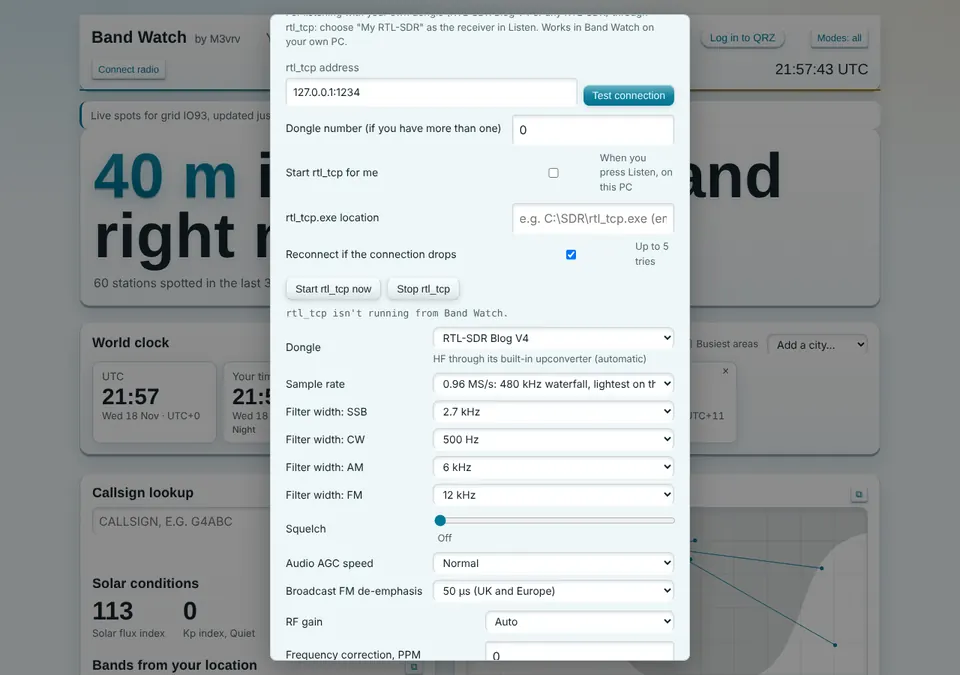 Band Watch by M3vrv
Log in to QRZ
Modes: all
Connect radio
21:57:43 UTC
Live spots for grid IO93, updated jus
40 m i
and
right r
60 stations spotted in the last 3
World clock
Busiest areas
Add a city...
UTC
21:57
Wed 18 Nov · UTC+0
Your tim
21:5
Wed 18
Night
×
UTC+11
Callsign lookup
CALLSIGN, E.G. G4ABC
Solar conditions
113
Solar flux index
0
Kp index, Quiet
Bands from your location
rtl_tcp: choose "My RTL-SDR" as the receiver in Listen. Works in Band Watch on
your own PC.
rtl_tcp address
127.0.0.1:1234
Test connection
Dongle number (if you have more than one)
0
Start rtl_tcp for me
When you
press Listen, on
this PC
rtl_tcp.exe location
e.g. C:\SDR\rtl_tcp.exe (er
Reconnect if the connection drops
Up to 5
tries
Start rtl_tcp now
Stop rtl_tcp
rtl_tcp isn't running from Band Watch.
Dongle
RTL-SDR Blog V4
HF through its built-in upconverter (automatic)
Sample rate
0.96 MS/s: 480 kHz waterfall, lightest on th
Filter width: SSB
2.7 kHz
Filter width: CW
500 Hz
Filter width: AM
6 kHz
Filter width: FM
12 kHz
Squelch
Off
Audio AGC speed
Normal
Broadcast FM de-emphasis
50 µs (UK and Europe)
RF gain
Auto
Frequency correction, PPM
0